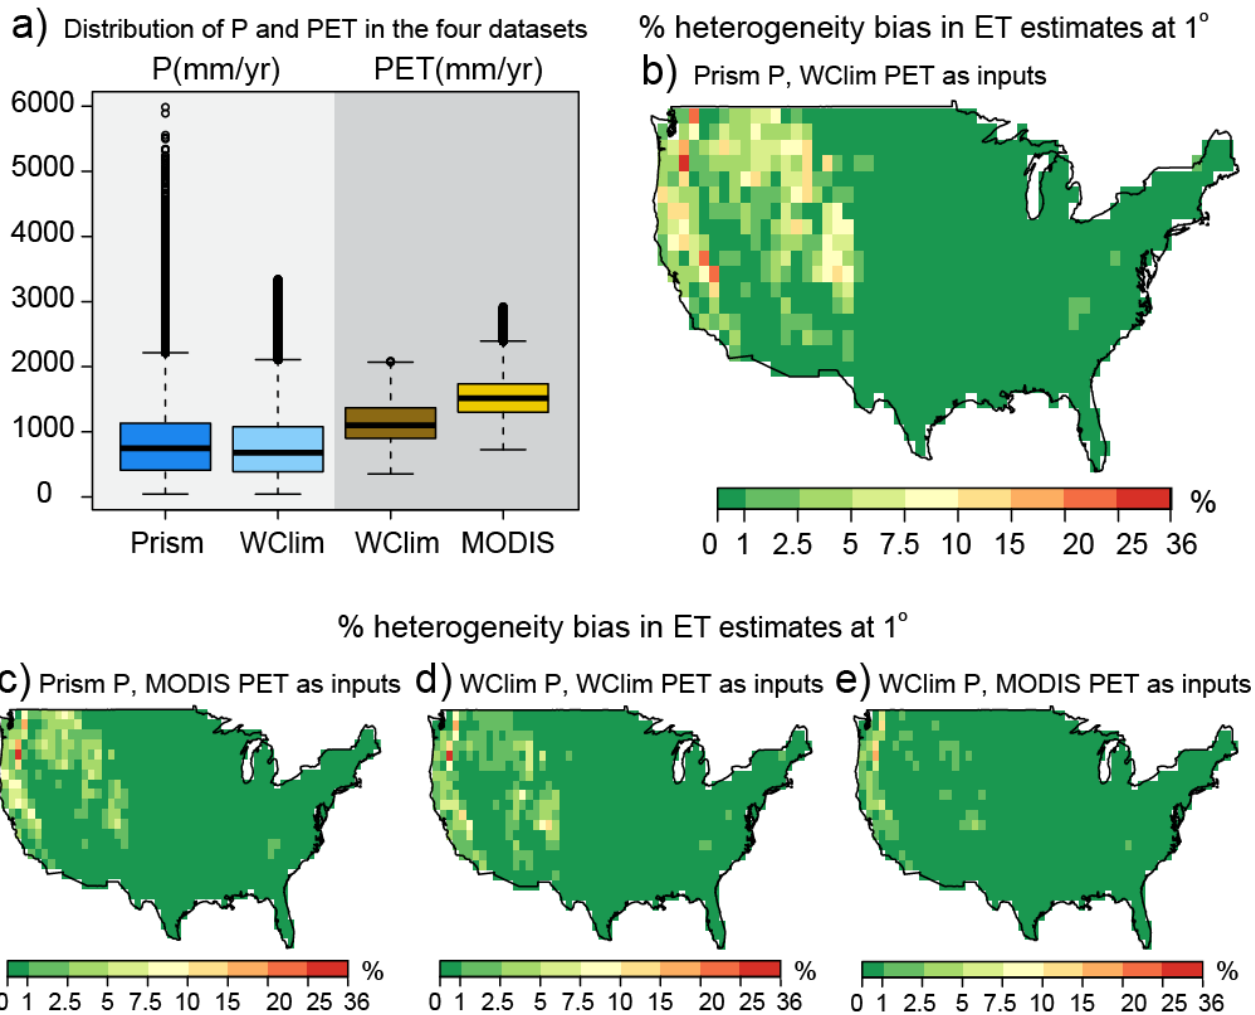 a) Distribution of P and PET in the four datasets
P(mm/yr) PET(mm/yr)
6000
5000
4000
3000
2000
1000
0
Prism WClim WClim MODIS
% heterogeneity bias in ET estimates at 1°
b) Prism P, WClim PET as inputs
%
0 1 2.5 5 7.5 10 15 20 25 36
% heterogeneity bias in ET estimates at 1°
c) Prism P, MODIS PET as inputs
%
0 1 2.5 5 7.5 10 15 20 25 36
d) WClim P, WClim PET as inputs
%
0 1 2.5 5 7.5 10 15 20 25 36
e) WClim P, MODIS PET as inputs
%
0 1 2.5 5 7.5 10 15 20 25 36